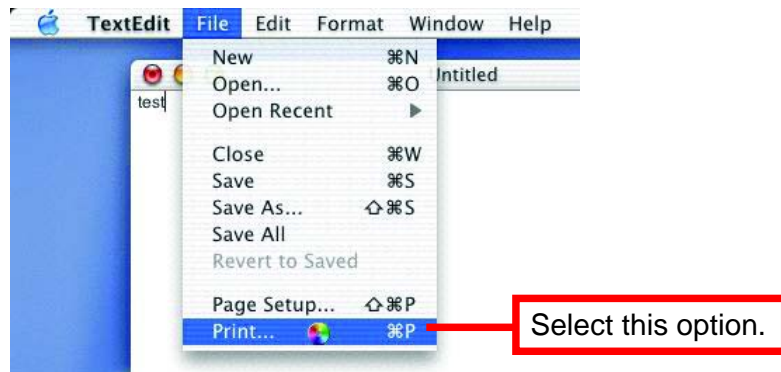 TextEdit File Edit Format Window Help
Untitled
test
New ⌘N
Open... ⌘O
Open Recent ▶
Close ⌘W
Save ⌘S
Save As... ⇧⌘S
Save All
Revert to Saved
Page Setup... ⇧⌘P
Print... ⌘P
Select this option.